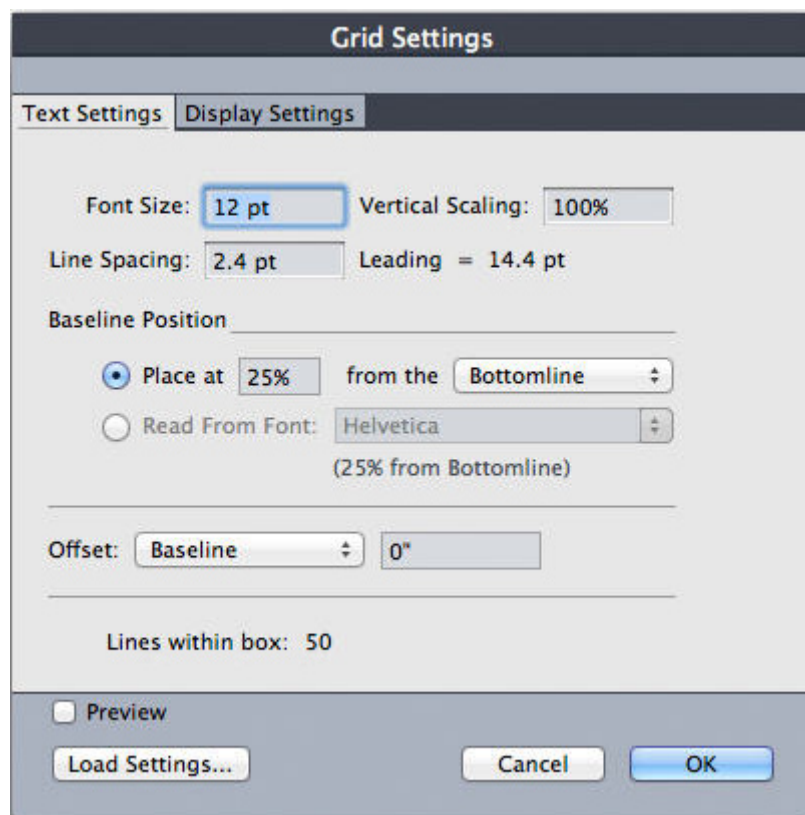 Grid Settings
Text Settings Display Settings
Font Size: 12 pt Vertical Scaling: 100%
Line Spacing: 2.4 pt Leading = 14.4 pt
Baseline Position
Place at 25% from the Bottomline
Read From Font: Helvetica
(25% from Bottomline)
Offset: Baseline 0"
Lines within box: 50
Preview
Load Settings... Cancel OK